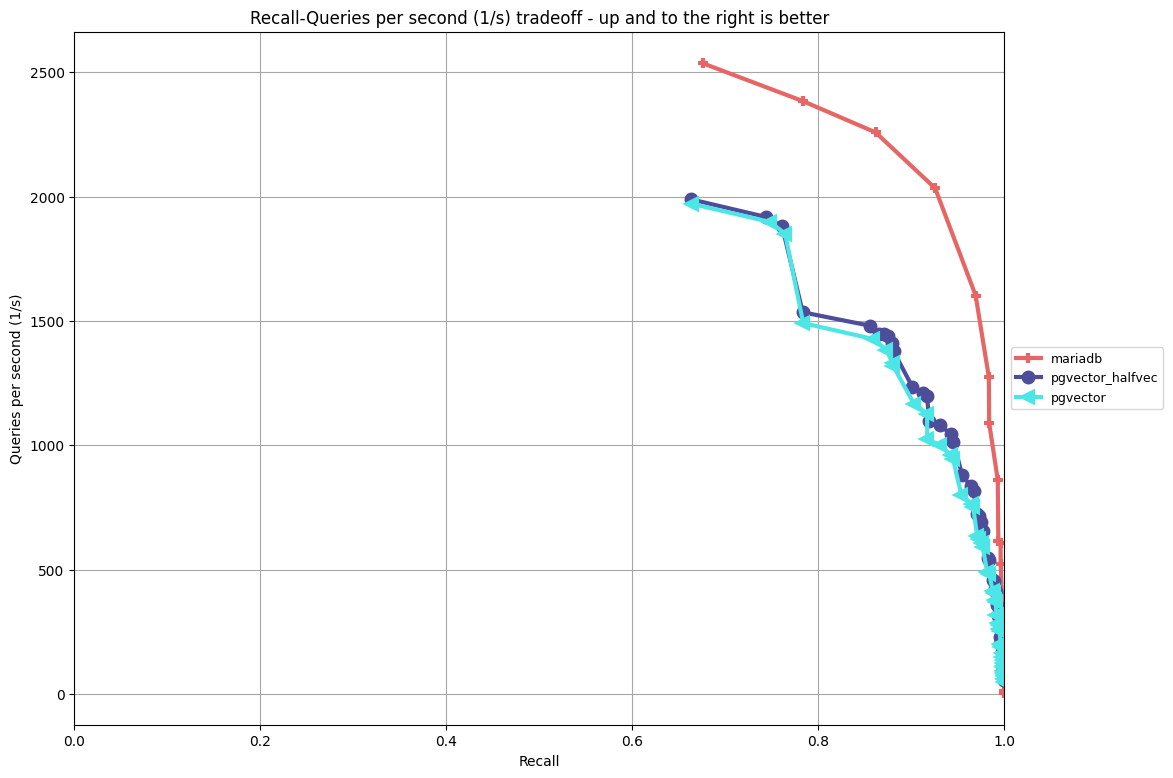 Recall-Queries per second (1/s) tradeoff - up and to the right is better
Queries per second (1/s)
2500
2000
1500
1000
500
0
0.0 0.2 0.4 0.6 0.8 1.0
Recall
mariadb
pgvector_halfvec
pgvector